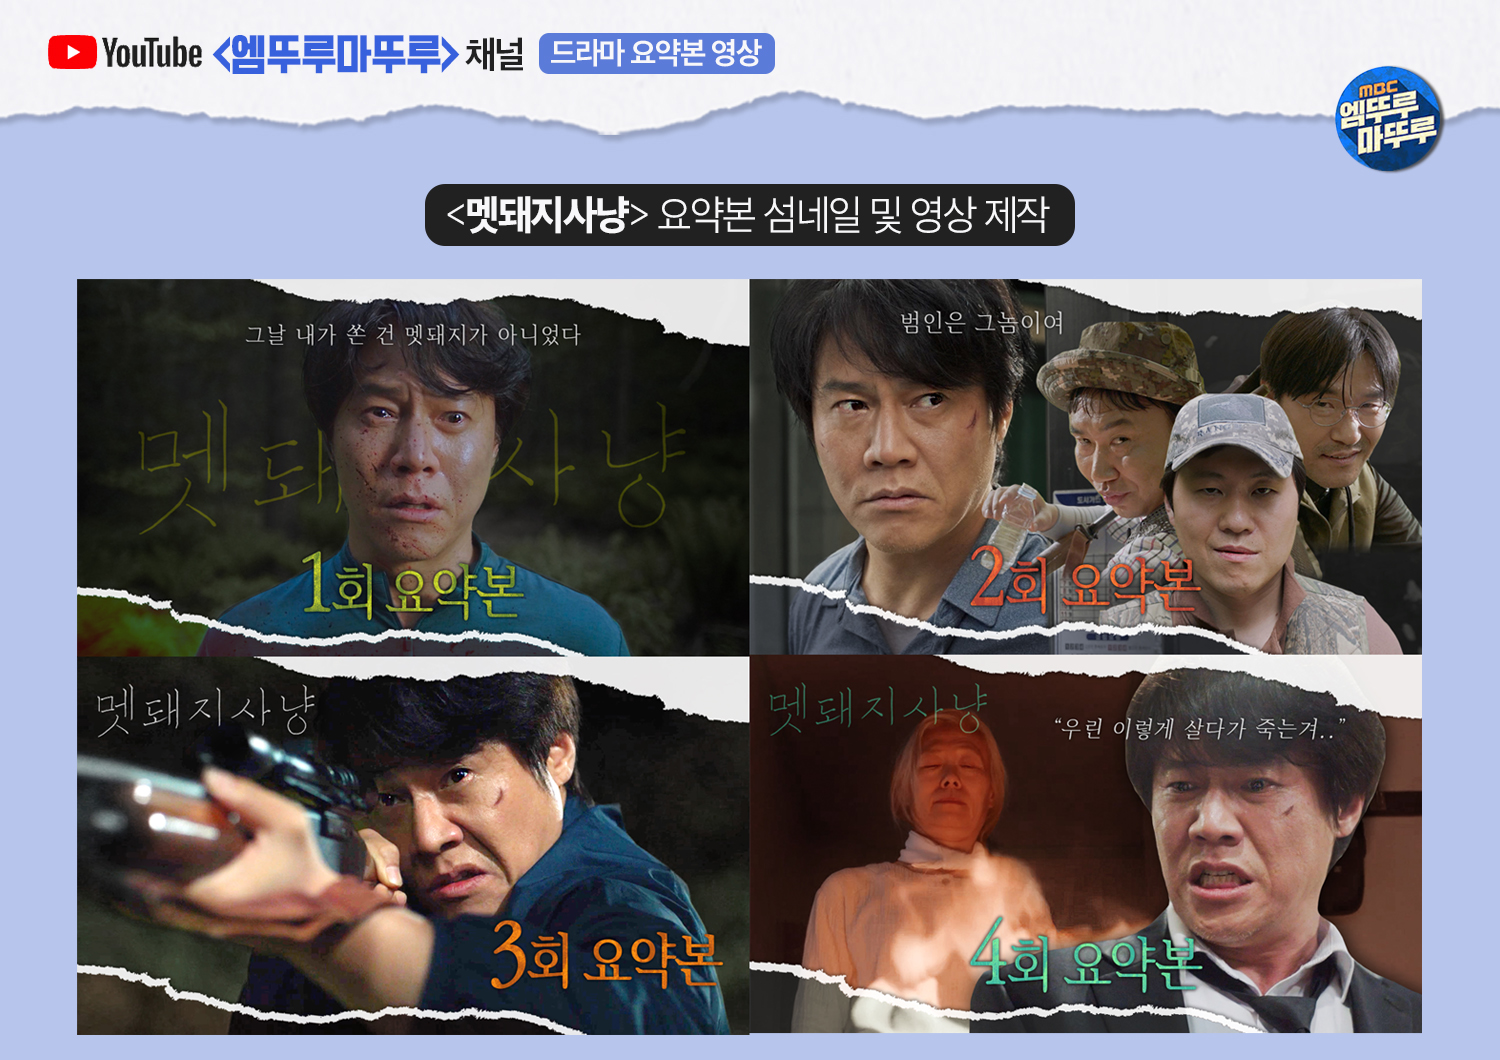 YouTube <엠뚜루마뚜루> 채널 드라마 요약본 영상
MBC
엠뚜루
마뚜루
<멧돼지사냥> 요약본 섬네일 및 영상 제작
그날 내가 쏜 건 멧돼지가 아니었다
멧돼 사냥
1회 요약본
범인은 그놈이여
2회 요약본
멧돼지사냥
3회 요약본
멧돼지사냥
“우린 이렇게 살다가 죽는겨..”
4회 요약본